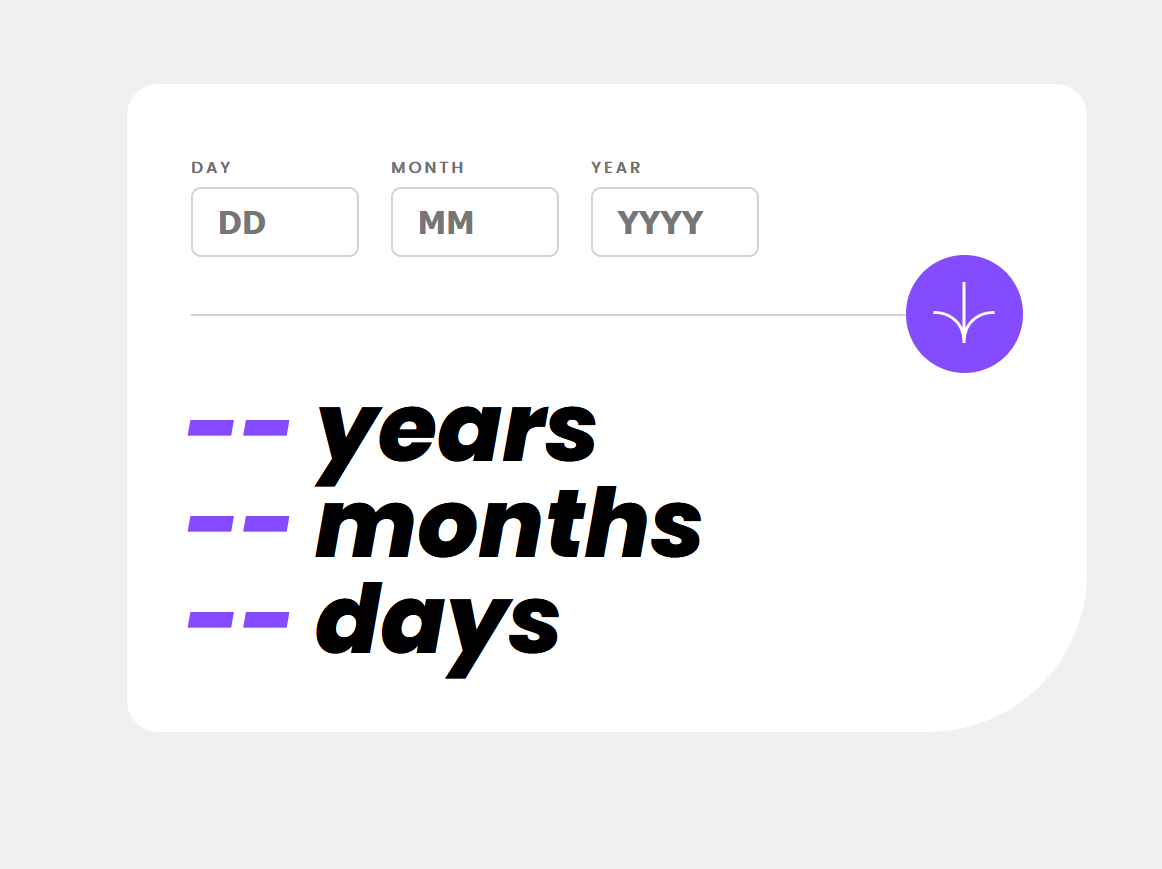 DAY MONTH YEAR
DD MM YYYY
-- years
-- months
-- days